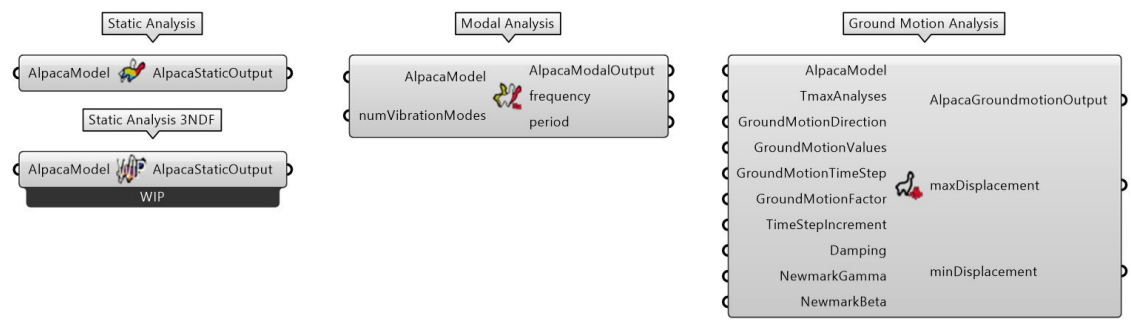 Static Analysis
AlpacaModel AlpacaStaticOutput
Static Analysis 3NDF
AlpacaModel WIP AlpacaStaticOutput
WIP
Modal Analysis
AlpacaModel
numVibrationModes
AlpacaModalOutput
frequency
period
Ground Motion Analysis
AlpacaModel
TmaxAnalyses
GroundMotionDirection
GroundMotionValues
GroundMotionTimeStep
GroundMotionFactor
TimeStepIncrement
Damping
NewmarkGamma
NewmarkBeta
AlpacaGroundmotionOutput
maxDisplacement
minDisplacement